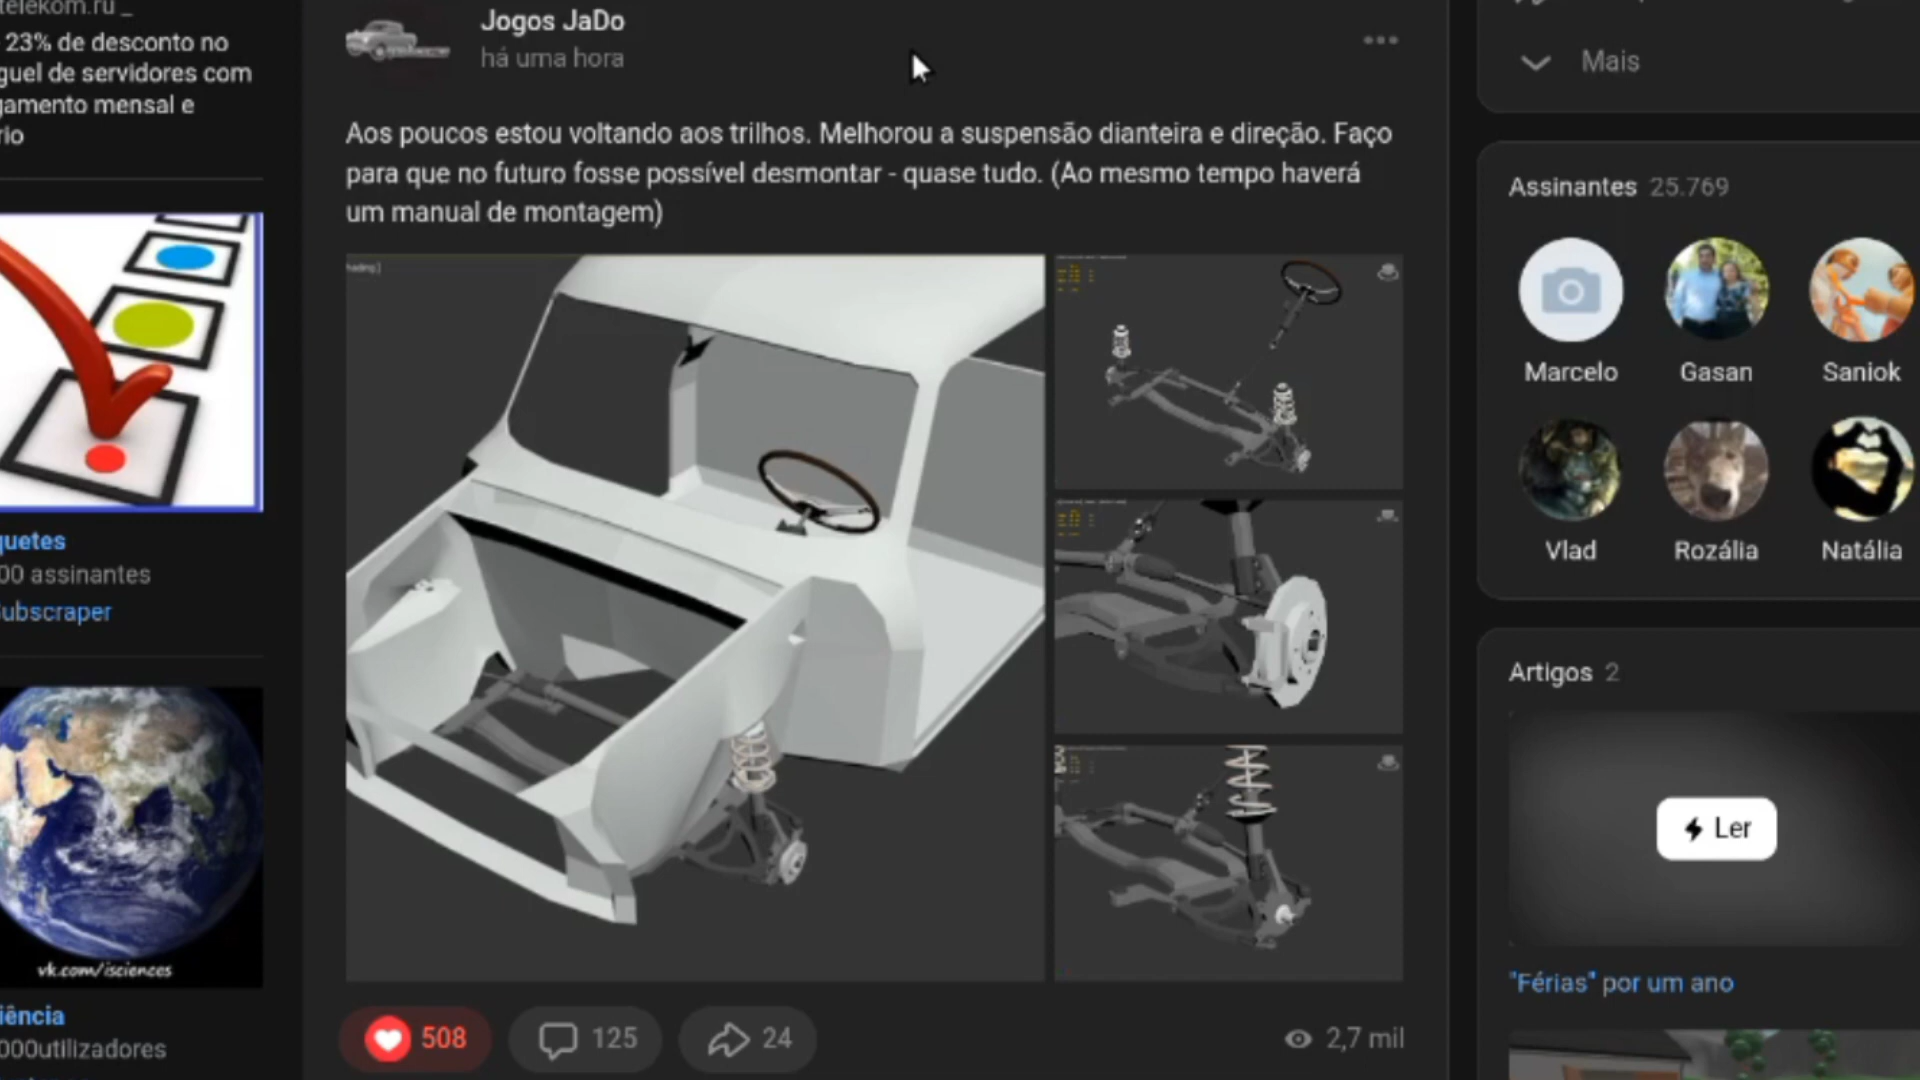 telekom.ru _
23% de desconto no
guel de servidores com
gamento mensal e
rio
quetes
00 assinantes
ubscraper
vk.com/isciences
iência
000utilizadores
Jogos JaDo
há uma hora
Aos poucos estou voltando aos trilhos. Melhorou a suspensão dianteira e direção. Faço
para que no futuro fosse possível desmontar - quase tudo. (Ao mesmo tempo haverá
um manual de montagem)
508
125
24
2,7 mil
Mais
Assinantes 25.769
Marcelo Gasan Saniok
Vlad Rozália Natália
Artigos 2
Ler
"Férias" por um ano